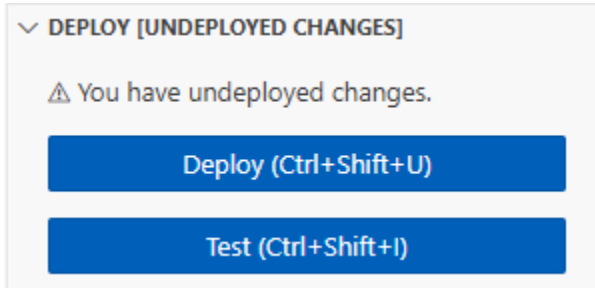 DEPLOY [UNDEPLOYED CHANGES]
⚠ You have undeployed changes.
Deploy (Ctrl+Shift+U)
Test (Ctrl+Shift+I)